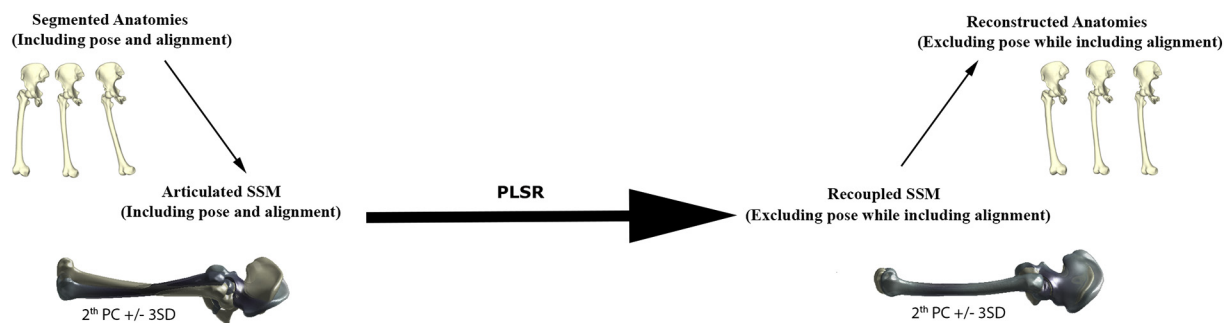 Segmented Anatomies
(Including pose and alignment)
Articulated SSM
(Including pose and alignment)
2th PC +/- 3SD
PLSR
Reconstructed Anatomies
(Excluding pose while including alignment)
Recoupled SSM
(Excluding pose while including alignment)
2th PC +/- 3SD